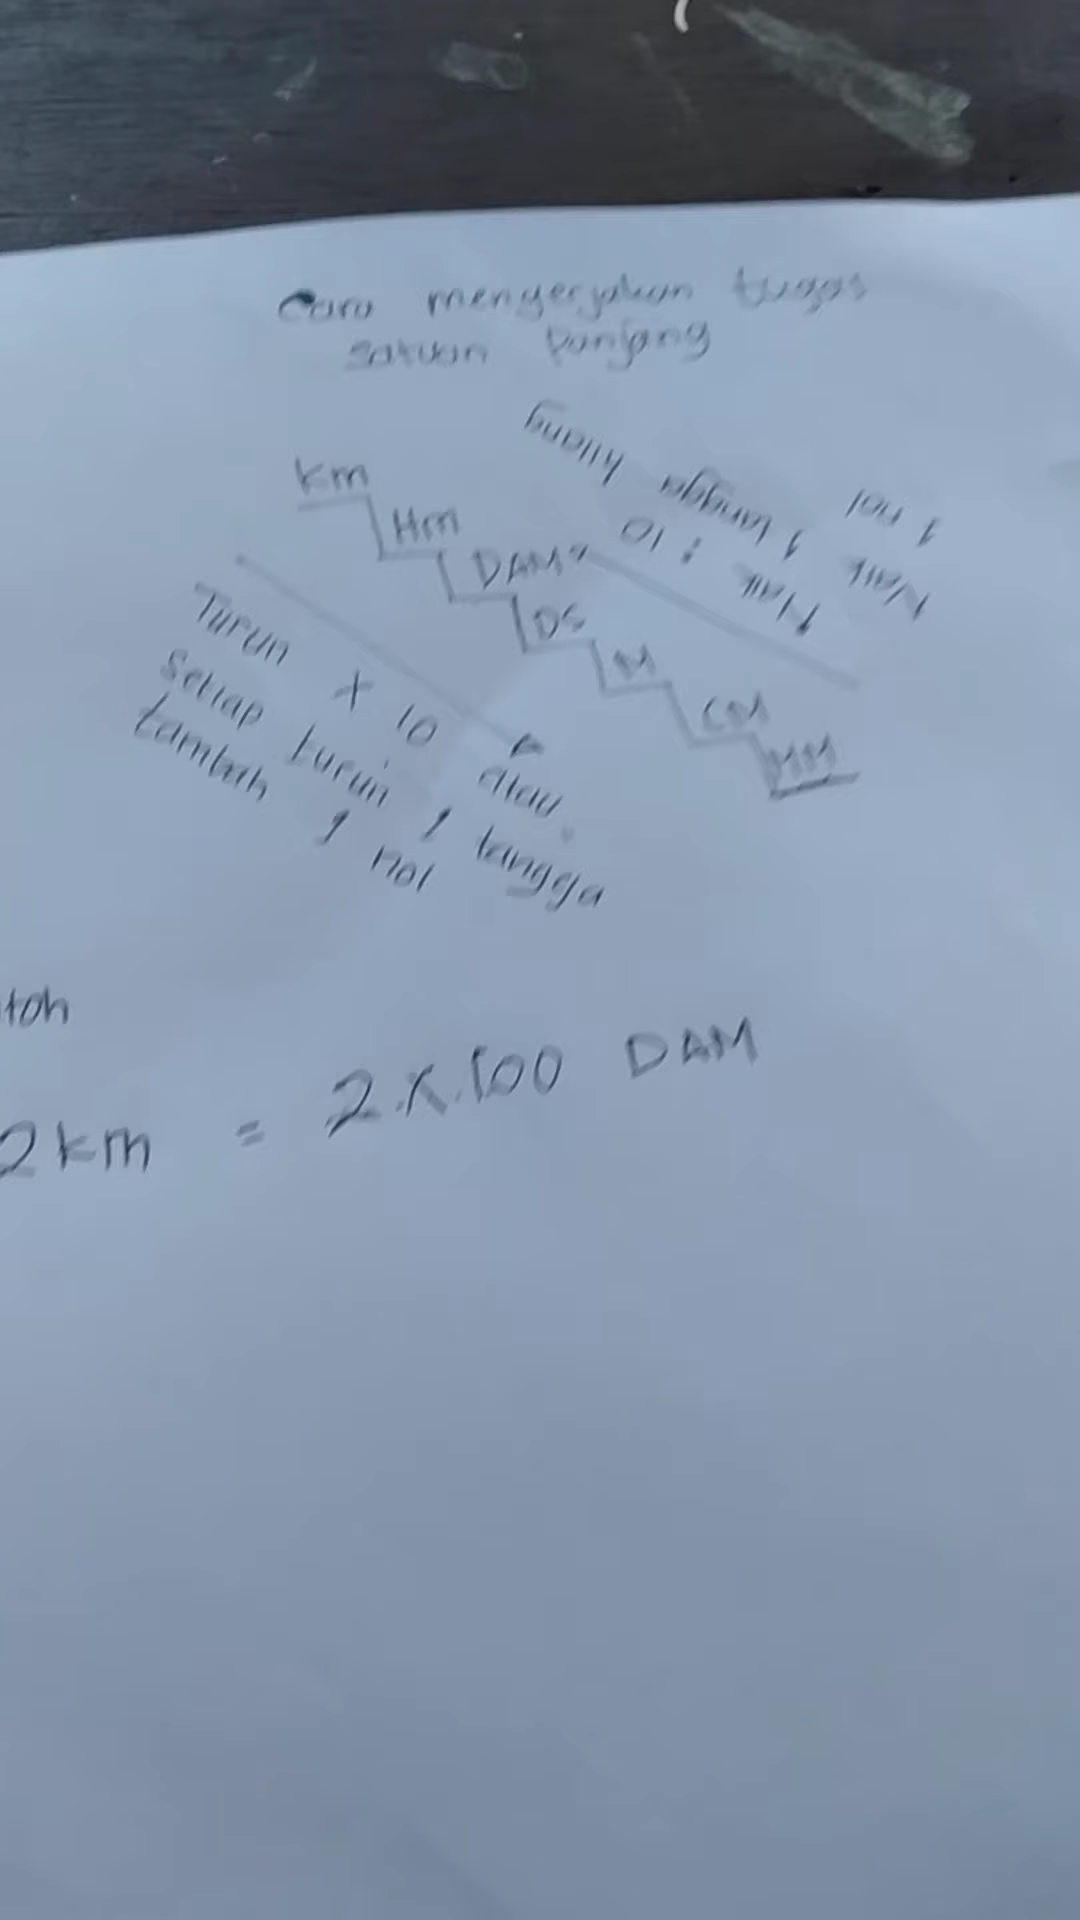 Cara mengerjakan tugas
satuan panjang
km
Hm
DAM
DS
M
CM
MM
Naik : 10
Naik 1 tangga hilang
1 nol
Turun x 10 atau
setiap turun 1 tangga
tambah 1 nol
toh
2 km = 2 x 100 DAM